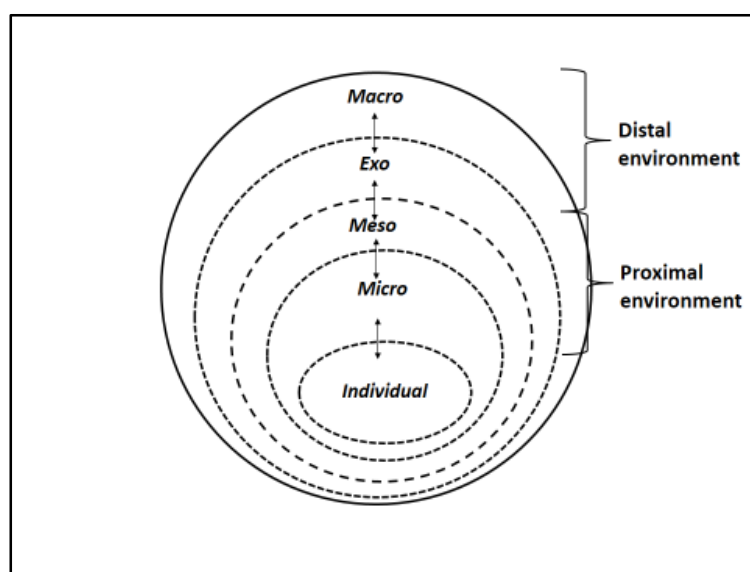 Macro
Exo
Meso
Micro
Individual
Distal
environment
Proximal
environment